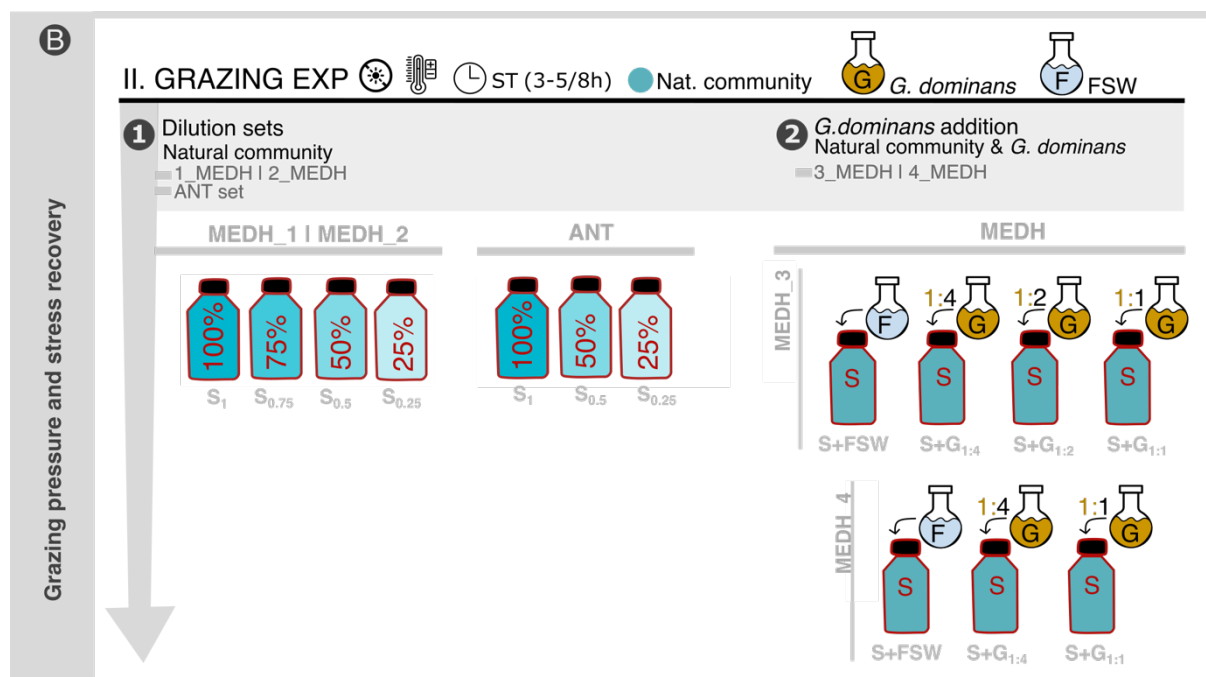 B
Grazing pressure and stress recovery
II. GRAZING EXP ST (3-5/8h) Nat. community G G. dominans F FSW
1 Dilution sets
Natural community
1_MEDH I 2_MEDH
ANT set
2 G.dominans addition
Natural community & G. dominans
3_MEDH I 4_MEDH
MEDH_1 I MEDH_2
100% 75% 50% 25%
S1 S0.75 S0.5 S0.25
ANT
100% 50% 25%
S1 S0.5 S0.25
MEDH
MEDH_3
F 1:4 G 1:2 G 1:1 G
S S S S
S+FSW S+G1:4 S+G1:2 S+G1:1
MEDH_4
F 1:4 G 1:1 G
S S S
S+FSW S+G1:4 S+G1:1